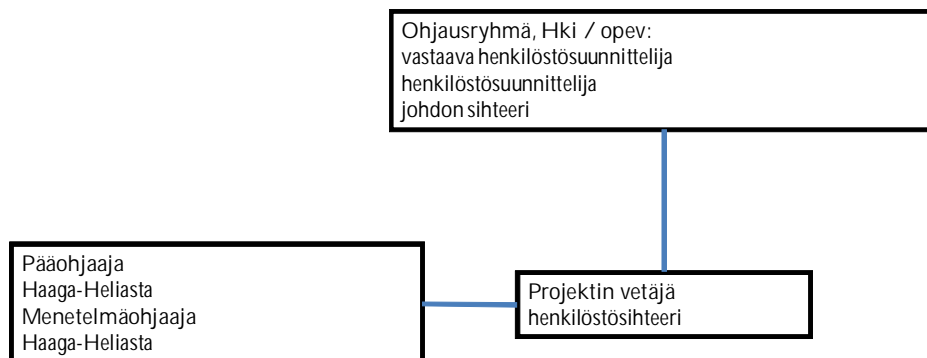 Ohjausryhmä, Hki / opev:
vastaava henkilöstösuunnittelija
henkilöstösuunnittelija
johdon sihteeri
Pääohjaaja
Haaga-Heliasta
Menetelmäohjaaja
Haaga-Heliasta
Projektin vetäjä
henkilöstösihteeri